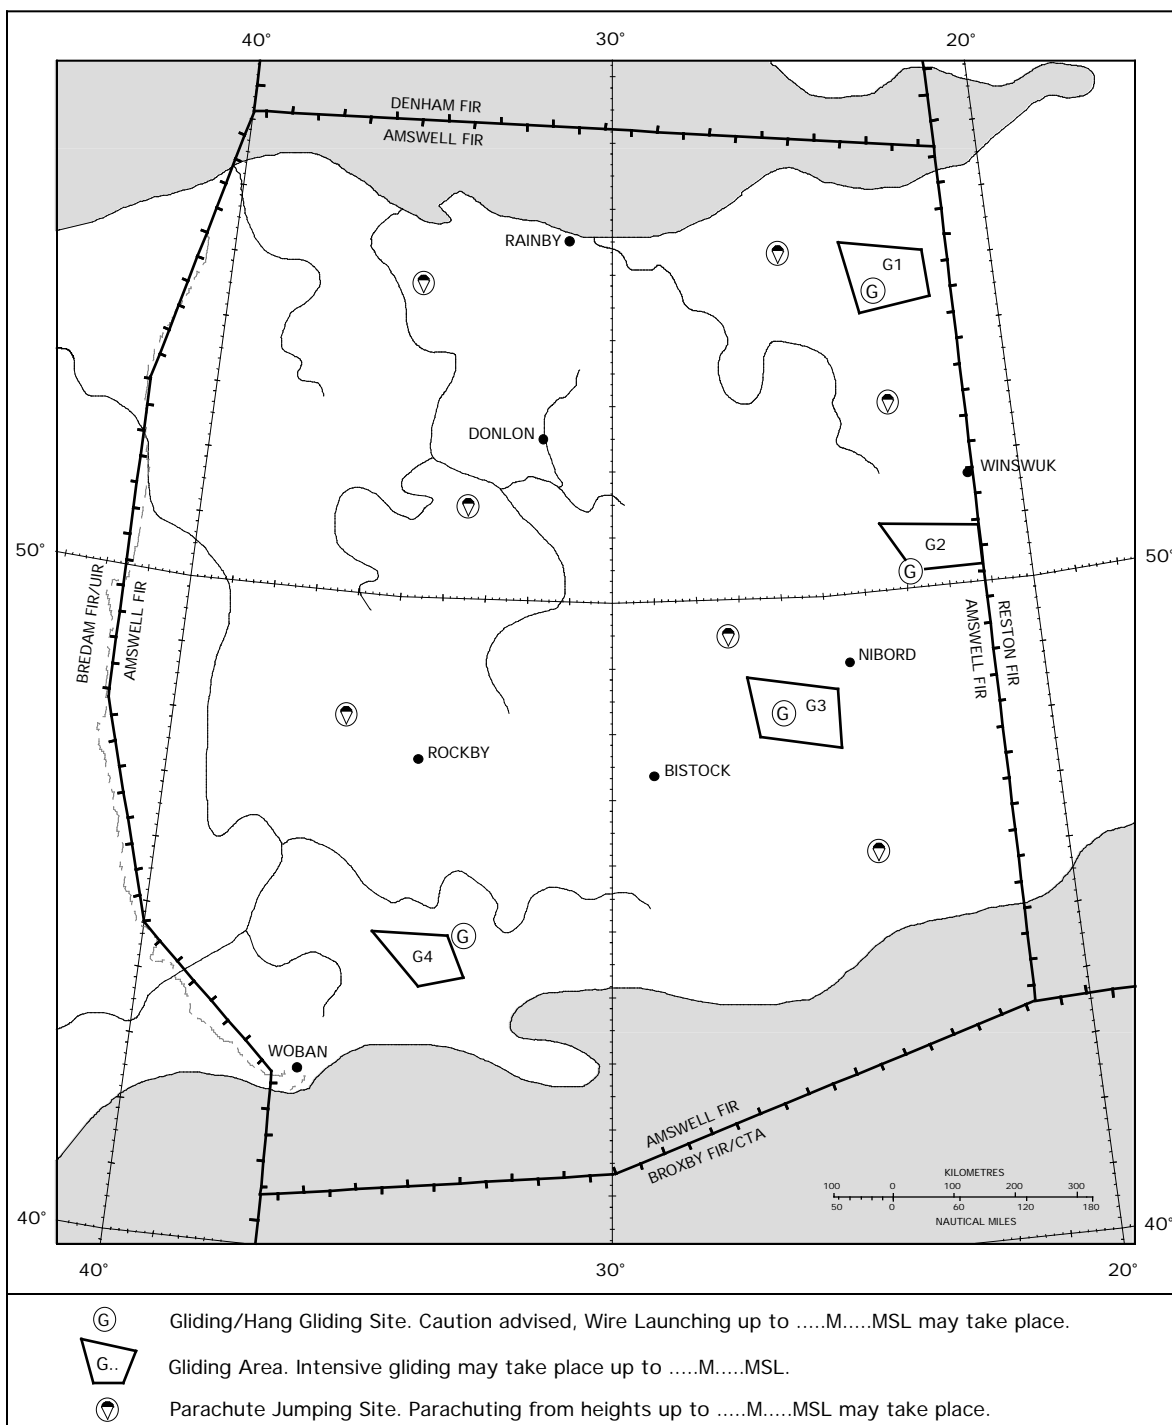 40° 30° 20°
DENHAM FIR
AMSWELL FIR
RAINBY
G1
G
DONLON
WINSWUK
50° 50°
G2
G
BREDAM FIR/UIR
AMSWELL FIR
AMSWELL FIR
RESTON FIR
NIBORD
G G3
ROCKBY
BISTOCK
G
G4
WOBAN
AMSWELL FIR
BROXBY FIR/CTA
KILOMETRES
100 0 100 200 300
50 0 60 120 180
NAUTICAL MILES
40° 40°
40° 30° 20°
G Gliding/Hang Gliding Site. Caution advised, Wire Launching up to .....M.....MSL may take place.
G.. Gliding Area. Intensive gliding may take place up to .....M.....MSL.
Parachute Jumping Site. Parachuting from heights up to .....M.....MSL may take place.